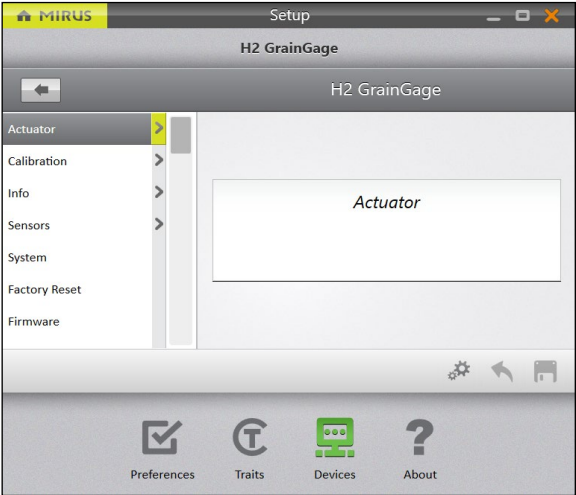 MIRUS
Setup
H2 GrainGage
H2 GrainGage
Actuator
Calibration
Info
Sensors
System
Factory Reset
Firmware
Actuator
Preferences
Traits
Devices
About